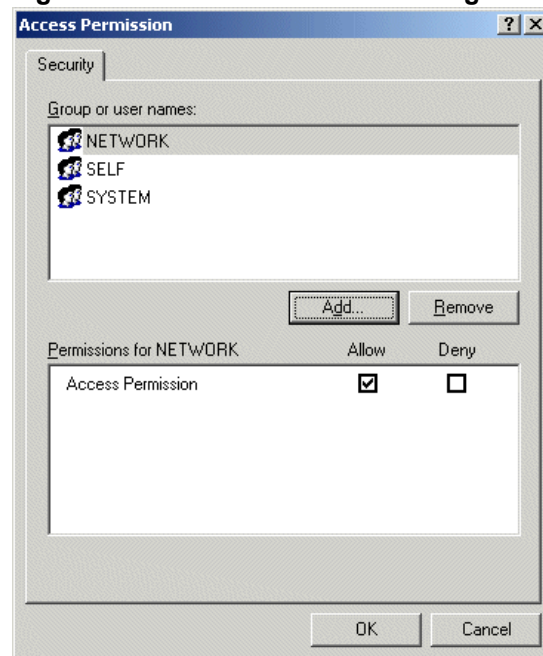 Access Permission
Security
Group or user names:
NETWORK
SELF
SYSTEM
Add... Remove
Permissions for NETWORK Allow Deny
Access Permission
OK Cancel